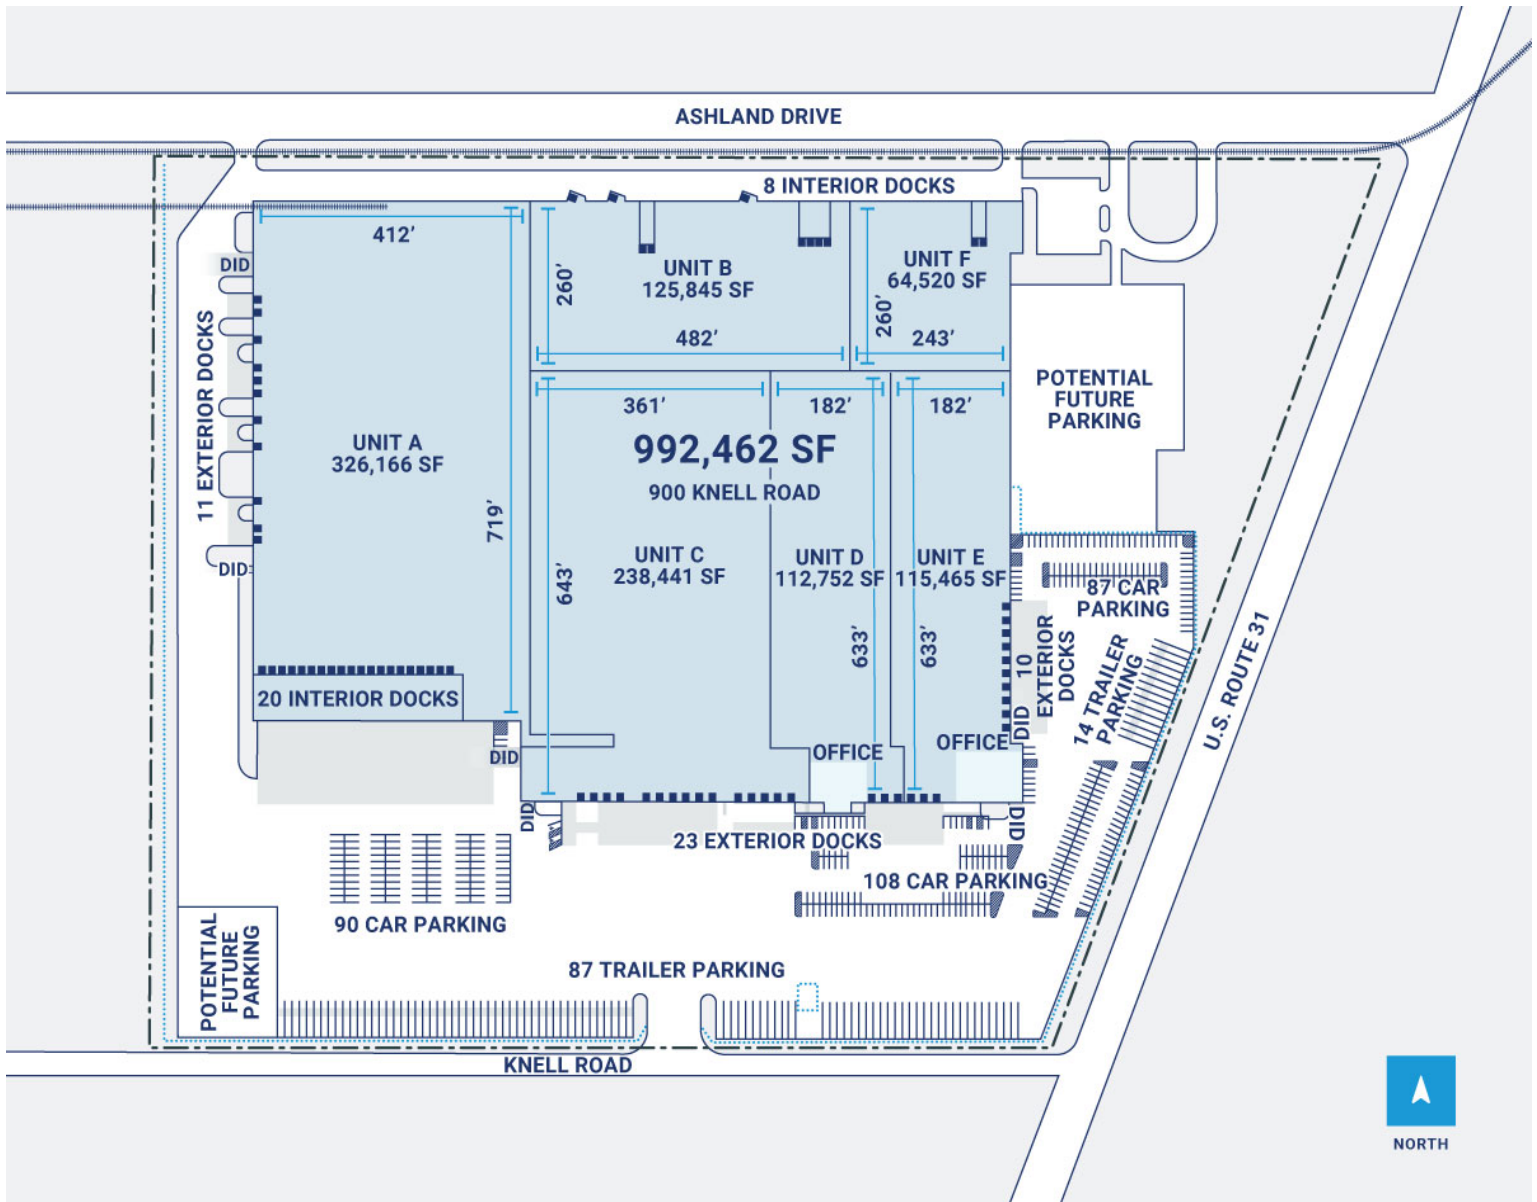 ASHLAND DRIVE
8 INTERIOR DOCKS
412’
DID
UNIT B
125,845 SF
260’
482’
UNIT F
64,520 SF
260’
243’
11 EXTERIOR DOCKS
UNIT A
326,166 SF
719’
361’
182’
182’
992,462 SF
900 KNELL ROAD
POTENTIAL
FUTURE
PARKING
UNIT C
238,441 SF
643’
UNIT D
112,752 SF
633’
UNIT E
115,465 SF
633’
DID
87 CAR
PARKING
10
EXTERIOR
DOCKS
DID
14 TRAILER
PARKING
U.S. ROUTE 31
20 INTERIOR DOCKS
DID
OFFICE
OFFICE
DID
23 EXTERIOR DOCKS
DID
108 CAR PARKING
90 CAR PARKING
POTENTIAL
FUTURE
PARKING
87 TRAILER PARKING
KNELL ROAD
NORTH